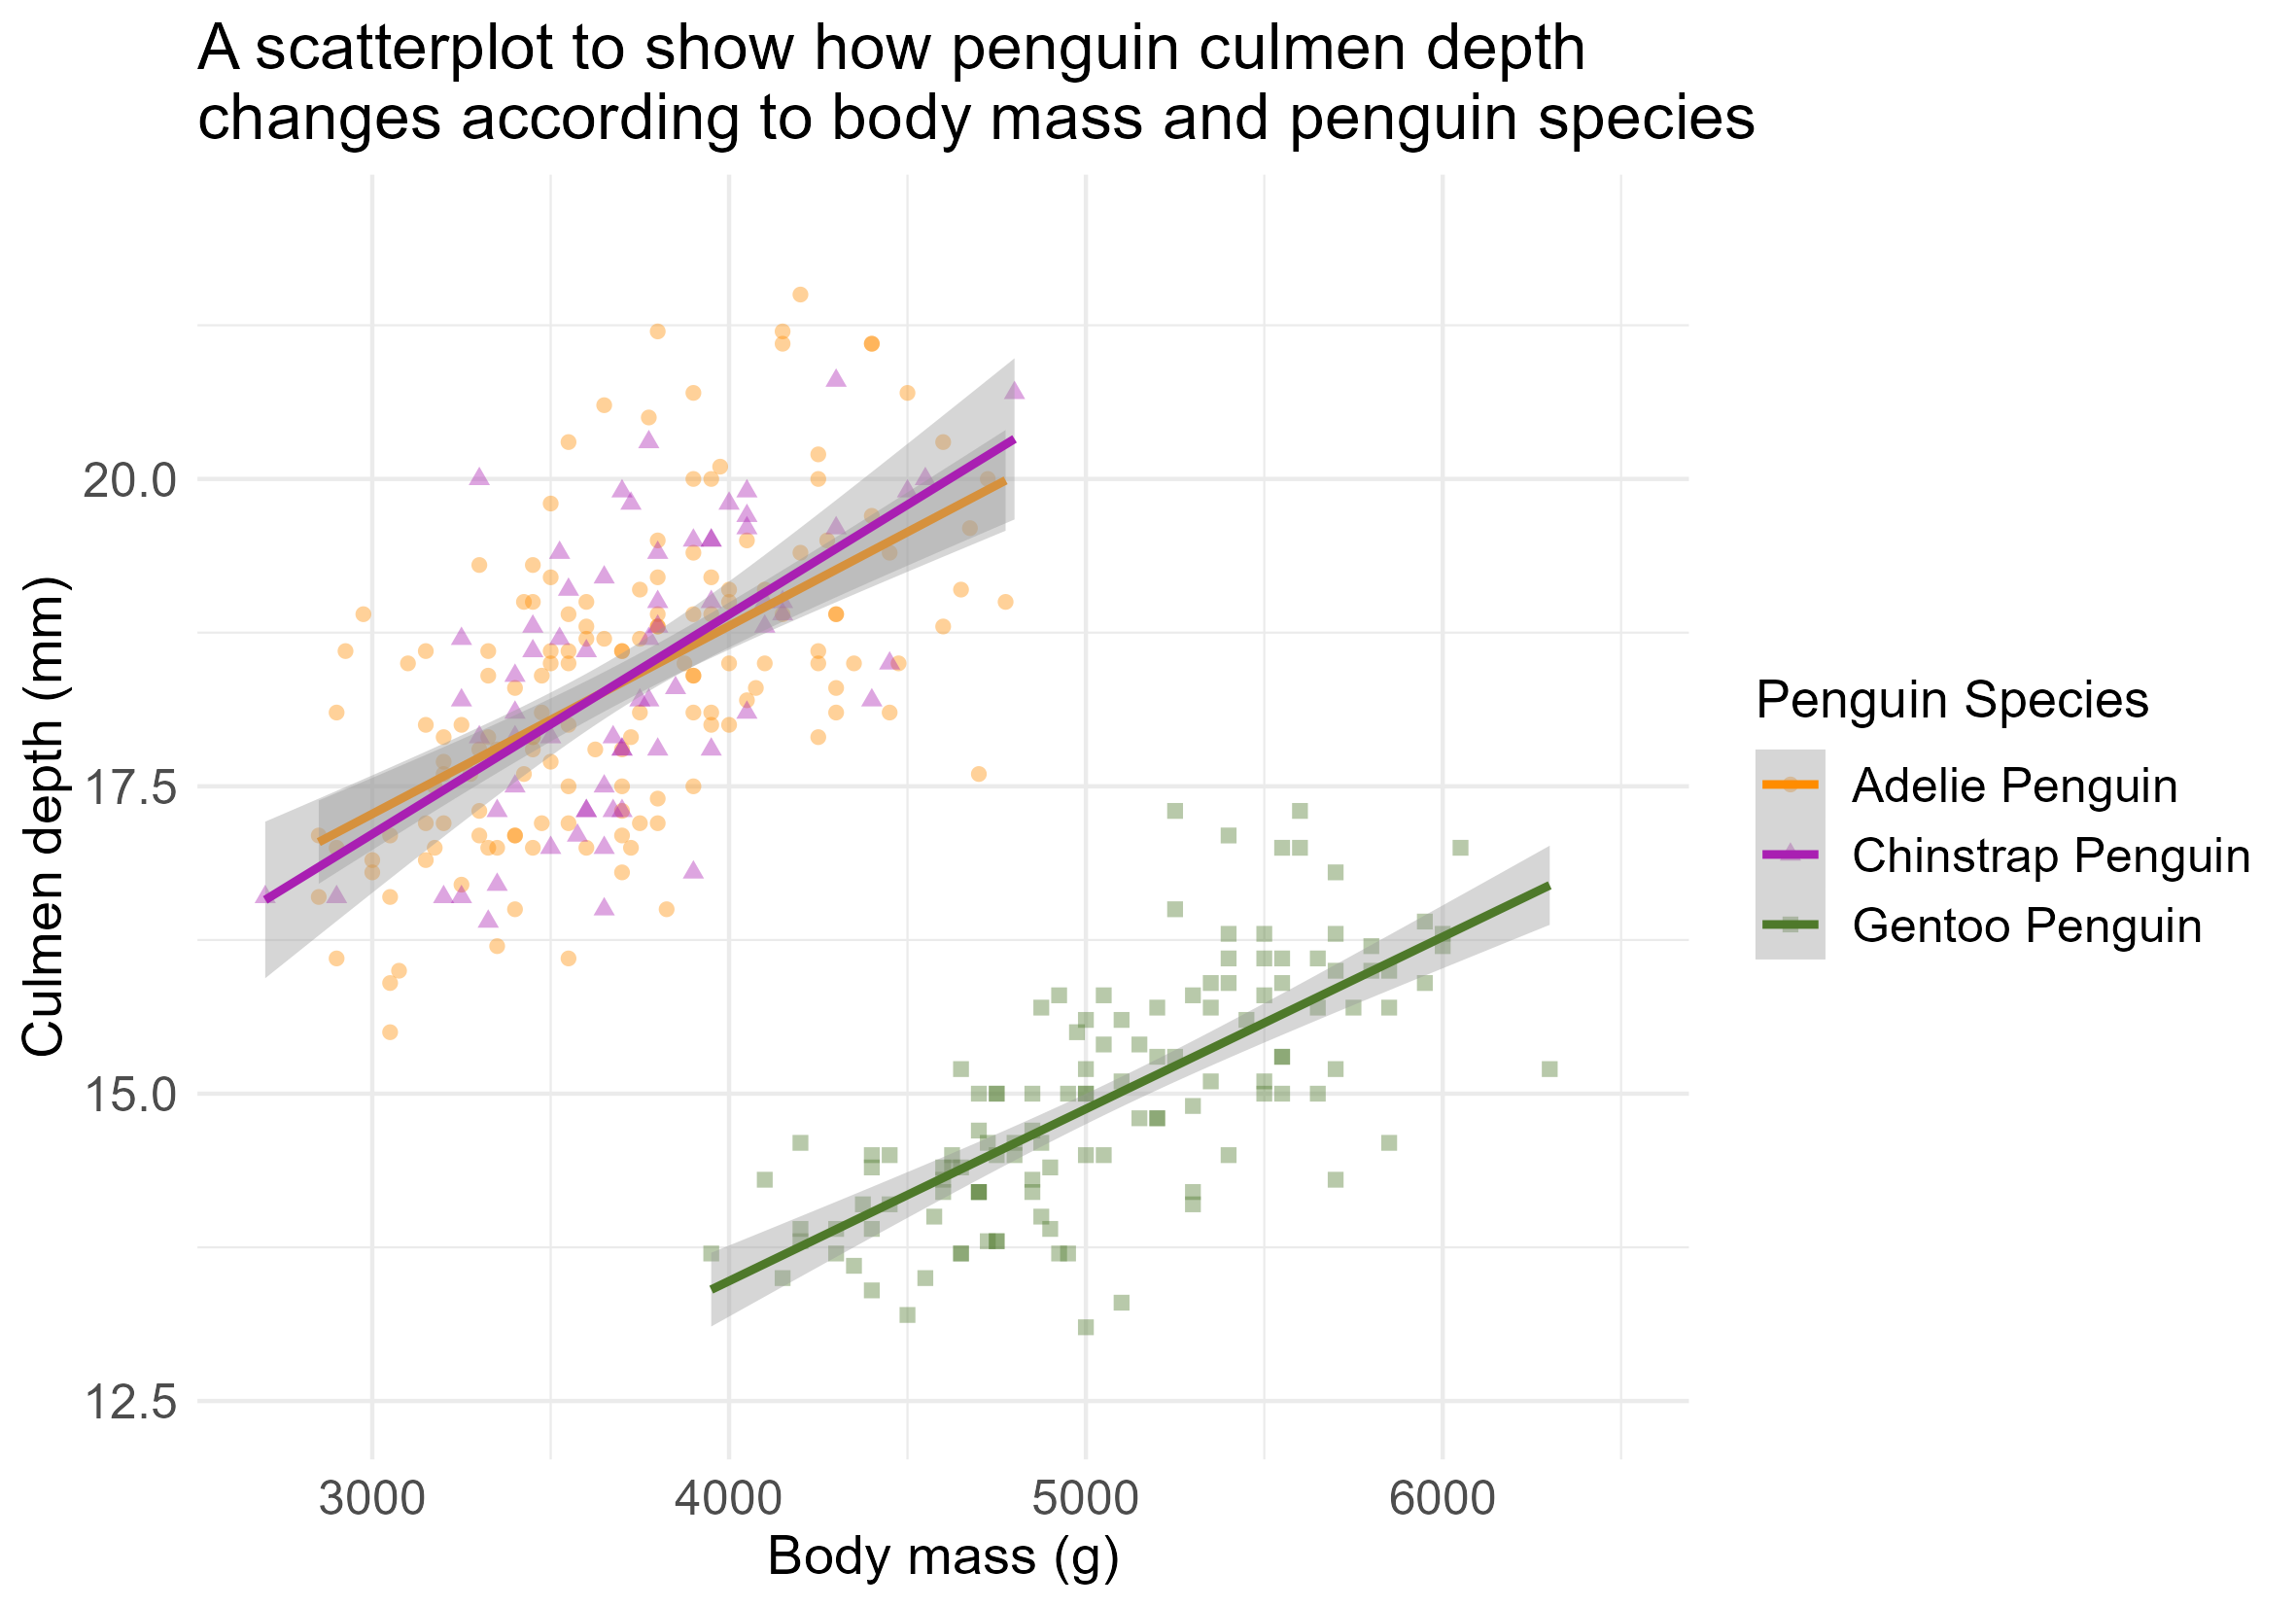 A scatterplot to show how penguin culmen depth
changes according to body mass and penguin species
Culmen depth (mm)
20.0
17.5
15.0
12.5
3000
4000
5000
6000
Body mass (g)
Penguin Species
Adelie Penguin
Chinstrap Penguin
Gentoo Penguin